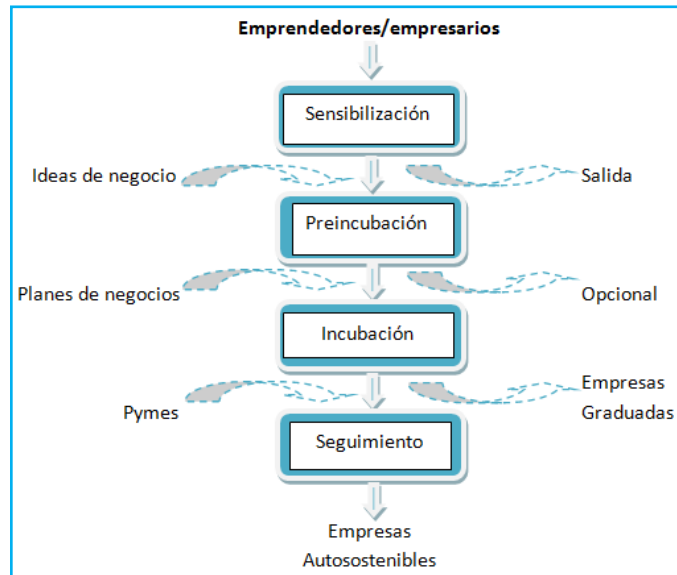 Emprendedores/empresarios
Sensibilización
Ideas de negocio
Salida
Preincubación
Planes de negocios
Opcional
Incubación
Pymes
Empresas
Graduadas
Seguimiento
Empresas
Autosostenibles